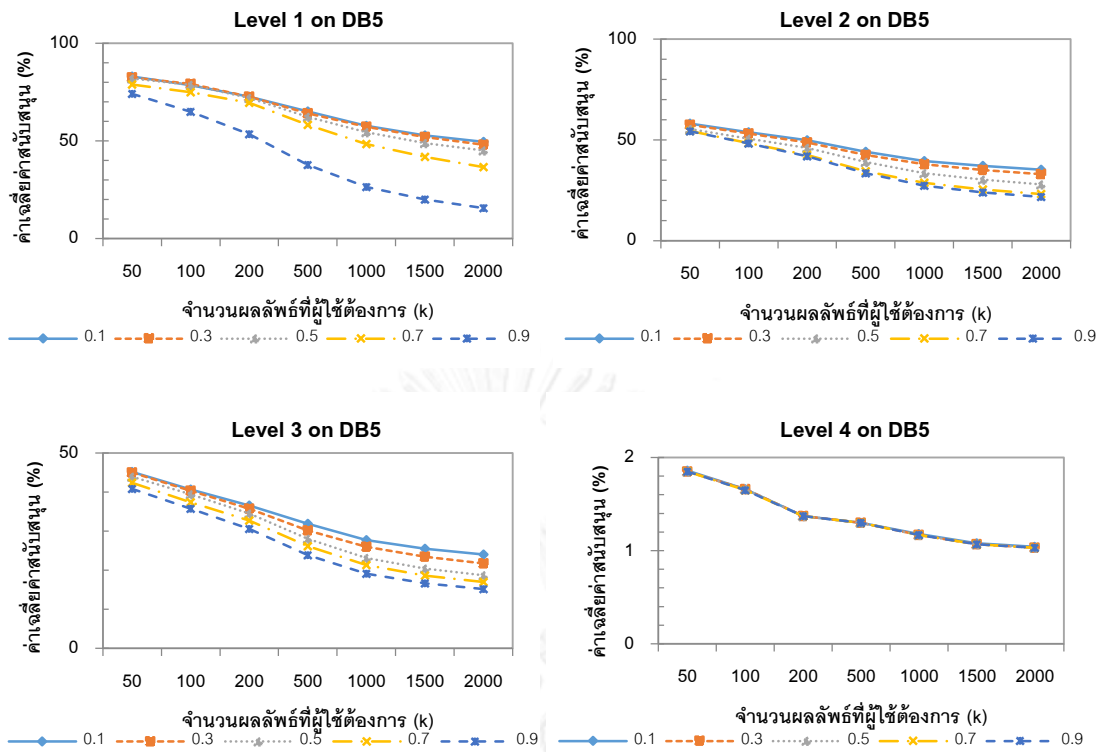 Level 1 on DB5
ค่าเฉลี่ยค่าสนับสนุน (%)
100
50
0
50 100 200 500 1000 1500 2000
จำนวนผลลัพธ์ที่ผู้ใช้ต้องการ (k)
0.1 0.3 0.5 0.7 0.9
Level 2 on DB5
ค่าเฉลี่ยค่าสนับสนุน (%)
100
50
0
50 100 200 500 1000 1500 2000
จำนวนผลลัพธ์ที่ผู้ใช้ต้องการ (k)
0.1 0.3 0.5 0.7 0.9
Level 3 on DB5
ค่าเฉลี่ยค่าสนับสนุน (%)
50
0
50 100 200 500 1000 1500 2000
จำนวนผลลัพธ์ที่ผู้ใช้ต้องการ (k)
0.1 0.3 0.5 0.7 0.9
Level 4 on DB5
ค่าเฉลี่ยค่าสนับสนุน (%)
2
1
0
50 100 200 500 1000 1500 2000
จำนวนผลลัพธ์ที่ผู้ใช้ต้องการ (k)
0.1 0.3 0.5 0.7 0.9